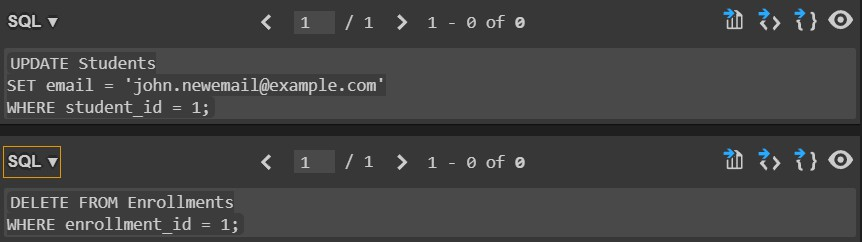 SQL ▼ < 1 / 1 > 1 - 0 of 0
UPDATE Students
SET email = 'john.newemail@example.com'
WHERE student_id = 1;
SQL ▼ < 1 / 1 > 1 - 0 of 0
DELETE FROM Enrollments
WHERE enrollment_id = 1;